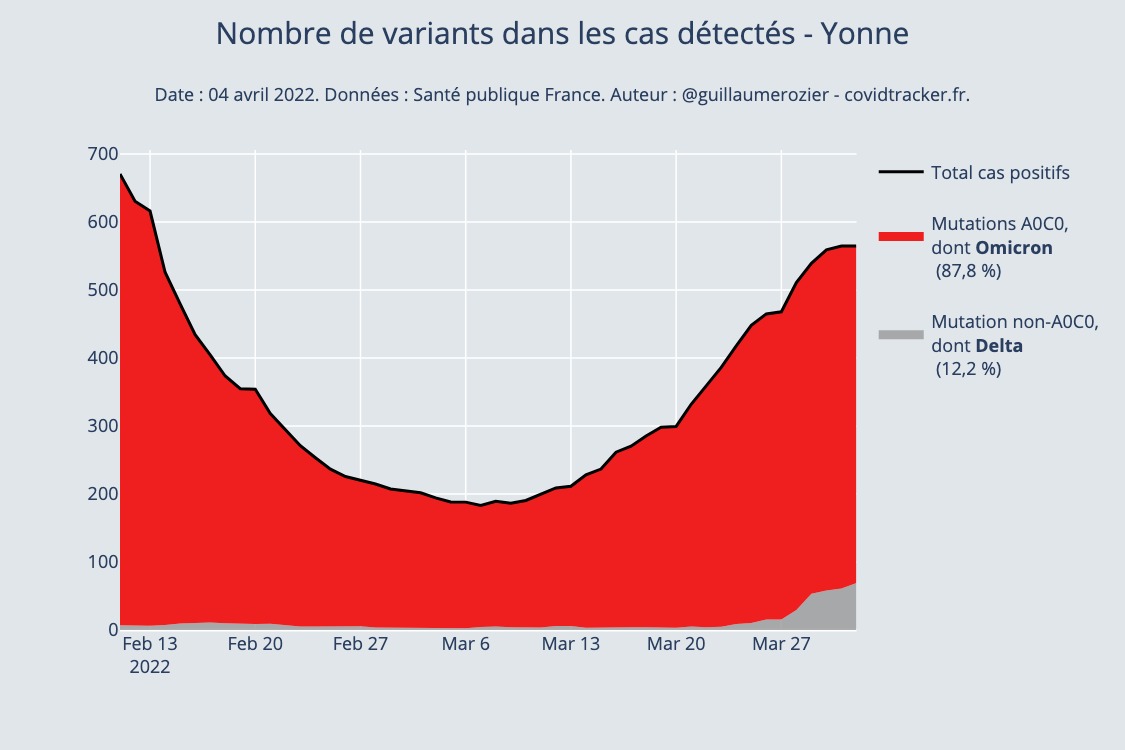 Nombre de variants dans les cas détectés - Yonne
Date : 04 avril 2022. Données : Santé publique France. Auteur : @guillaumerozier - covidtracker.fr.
700
600
500
400
300
200
100
0
Feb 13
2022
Feb 20
Feb 27
Mar 6
Mar 13
Mar 20
Mar 27
Total cas positifs
Mutations A0C0,
dont Omicron
(87,8 %)
Mutation non-A0C0,
dont Delta
(12,2 %)